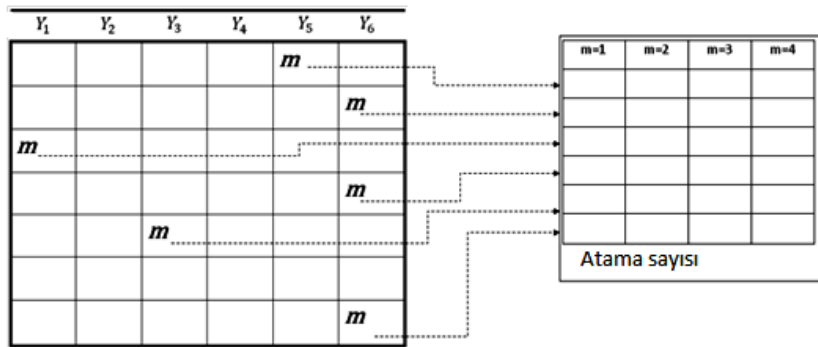 Y₁ Y₂ Y₃ Y₄ Y₅ Y₆
m
m
m
m
m
m
m=1 m=2 m=3 m=4
Atama sayısı